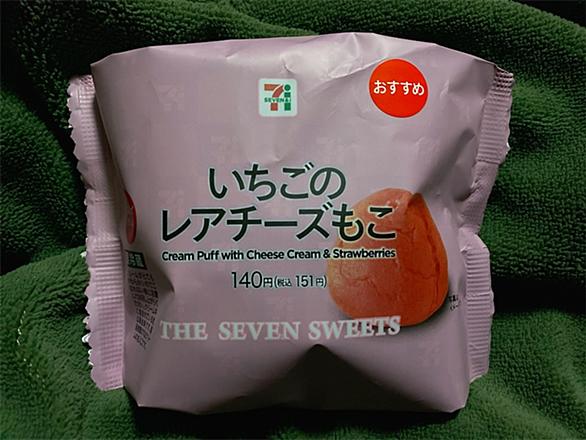 SEVEN & i
おすすめ
いちごの
レアチーズもこ
Cream Puff with Cheese Cream & Strawberries
140円(税込 151円)
THE SEVEN SWEETS